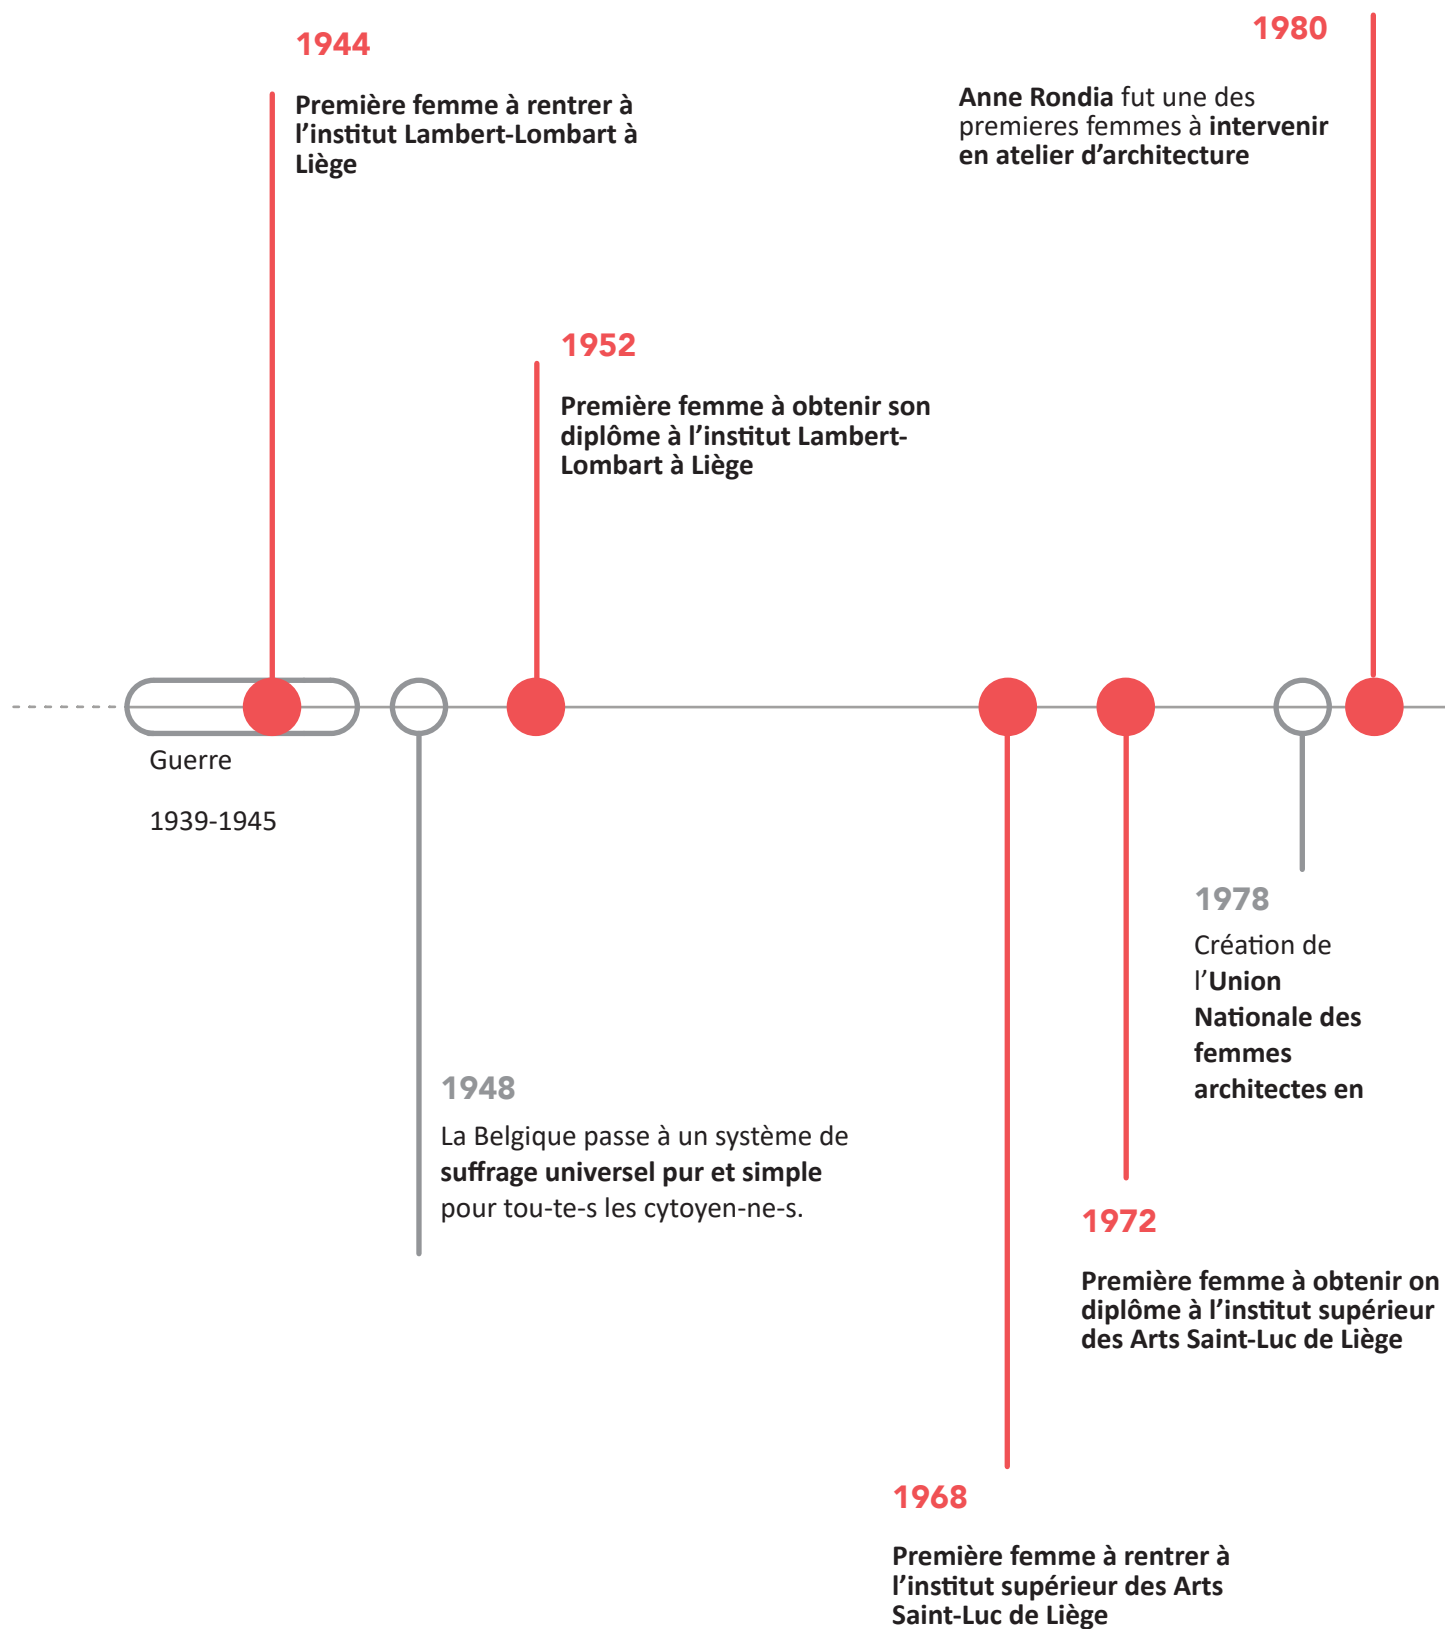 1944
Première femme à rentrer à
l’institut Lambert-Lombart à
Liège
1980
Anne Rondia fut une des
premieres femmes à intervenir
en atelier d’architecture
1952
Première femme à obtenir son
diplôme à l’institut Lambert-
Lombart à Liège
Guerre
1939-1945
1978
Création de
l’Union
Nationale des
femmes
architectes en
1948
La Belgique passe à un système de
suffrage universel pur et simple
pour tou-te-s les cytoyen-ne-s.
1972
Première femme à obtenir on
diplôme à l’institut supérieur
des Arts Saint-Luc de Liège
1968
Première femme à rentrer à
l’institut supérieur des Arts
Saint-Luc de Liège